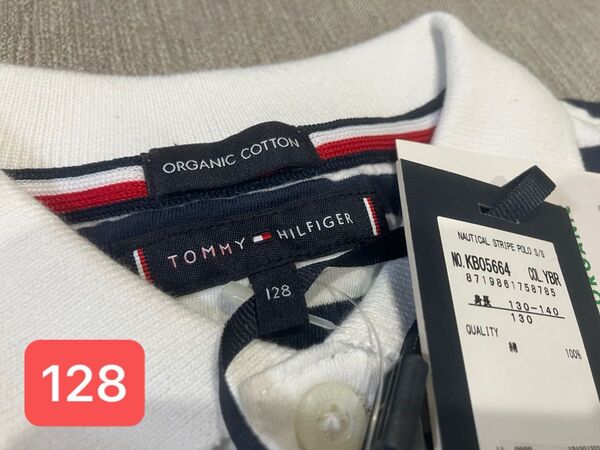 ORGANIC COTTON
TOMMY HILFIGER
128
NAUTICAL STRIPE POLO S/S
NO.KB05664 COL.YBR
8719861758785
身長 130-140
130
QUALITY
綿 100%
128